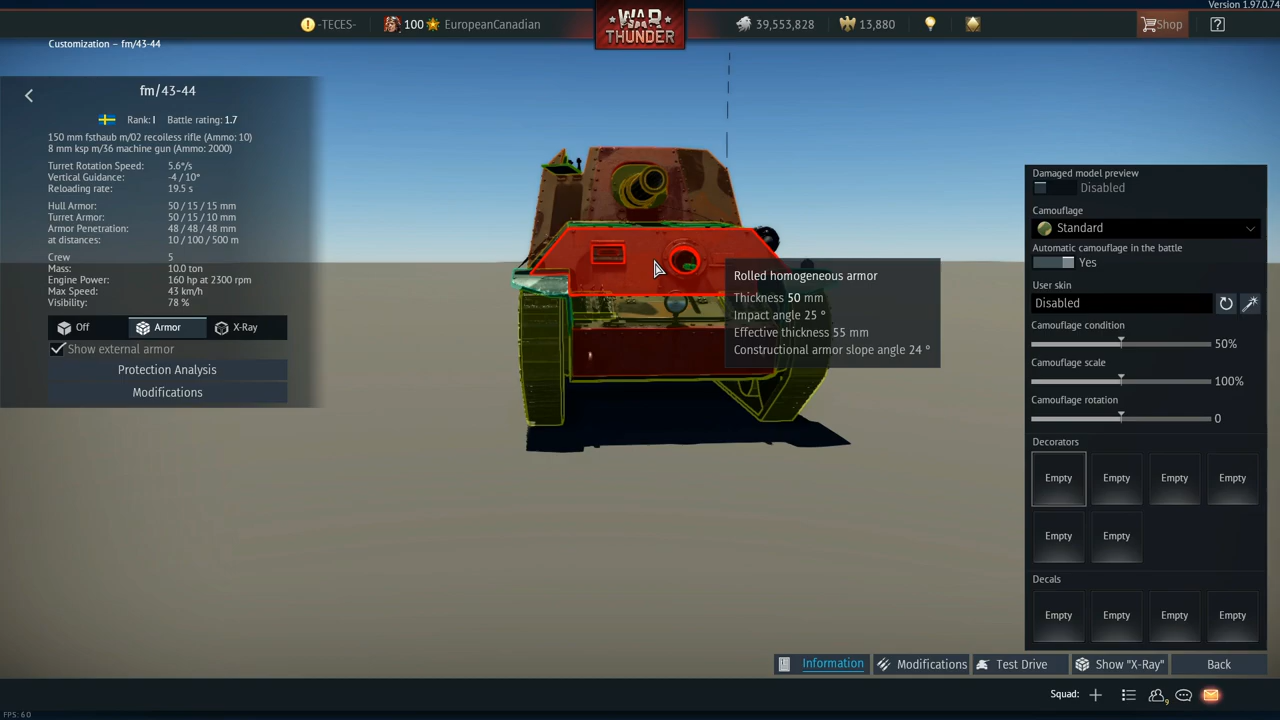 Version 1.97.0.74
-TECES-
100 EuropeanCanadian
WAR
THUNDER
39,553,828
13,880
Shop
Customization – fm/43-44
fm/43-44
Rank: I Battle rating: 1.7
150 mm fsthaub m/02 recoiless rifle (Ammo: 10)
8 mm ksp m/36 machine gun (Ammo: 2000)
Turret Rotation Speed: 5.6°/s
Vertical Guidance: -4 / 10°
Reloading rate: 19.5 s
Hull Armor: 50 / 15 / 15 mm
Turret Armor: 50 / 15 / 10 mm
Armor Penetration: 48 / 48 / 48 mm
at distances: 10 / 100 / 500 m
Crew 5
Mass: 10.0 ton
Engine Power: 160 hp at 2300 rpm
Max Speed: 43 km/h
Visibility: 78 %
Off
Armor
X-Ray
Show external armor
Protection Analysis
Modifications
Rolled homogeneous armor
Thickness 50 mm
Impact angle 25 °
Effective thickness 55 mm
Constructional armor slope angle 24 °
Damaged model preview
Disabled
Camouflage
Standard
Automatic camouflage in the battle
Yes
User skin
Disabled
Camouflage condition
50%
Camouflage scale
100%
Camouflage rotation
0
Decorators
Empty Empty Empty Empty
Empty Empty
Decals
Empty Empty Empty Empty
Information
Modifications
Test Drive
Show "X-Ray"
Back
Squad:
9
FPS: 60